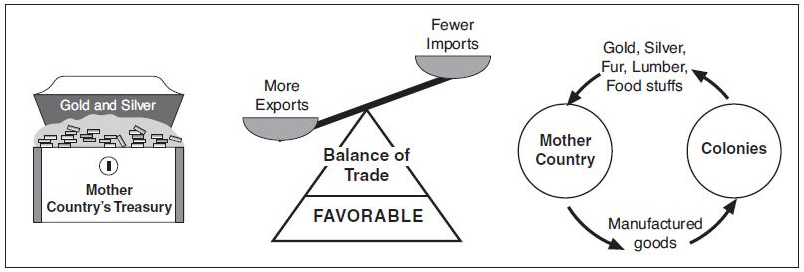 Gold and Silver
Mother
Country's Treasury
More
Exports
Fewer
Imports
Balance of
Trade
FAVORABLE
Gold, Silver,
Fur, Lumber,
Food stuffs
Mother
Country
Colonies
Manufactured
goods